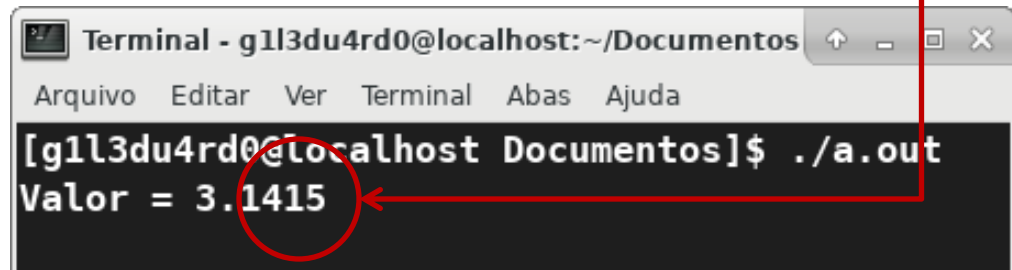 Terminal - g1l3du4rd0@localhost:~/Documentos
Arquivo Editar Ver Terminal Abas Ajuda
[g1l3du4rd0@localhost Documentos]$ ./a.out
Valor = 3.1415